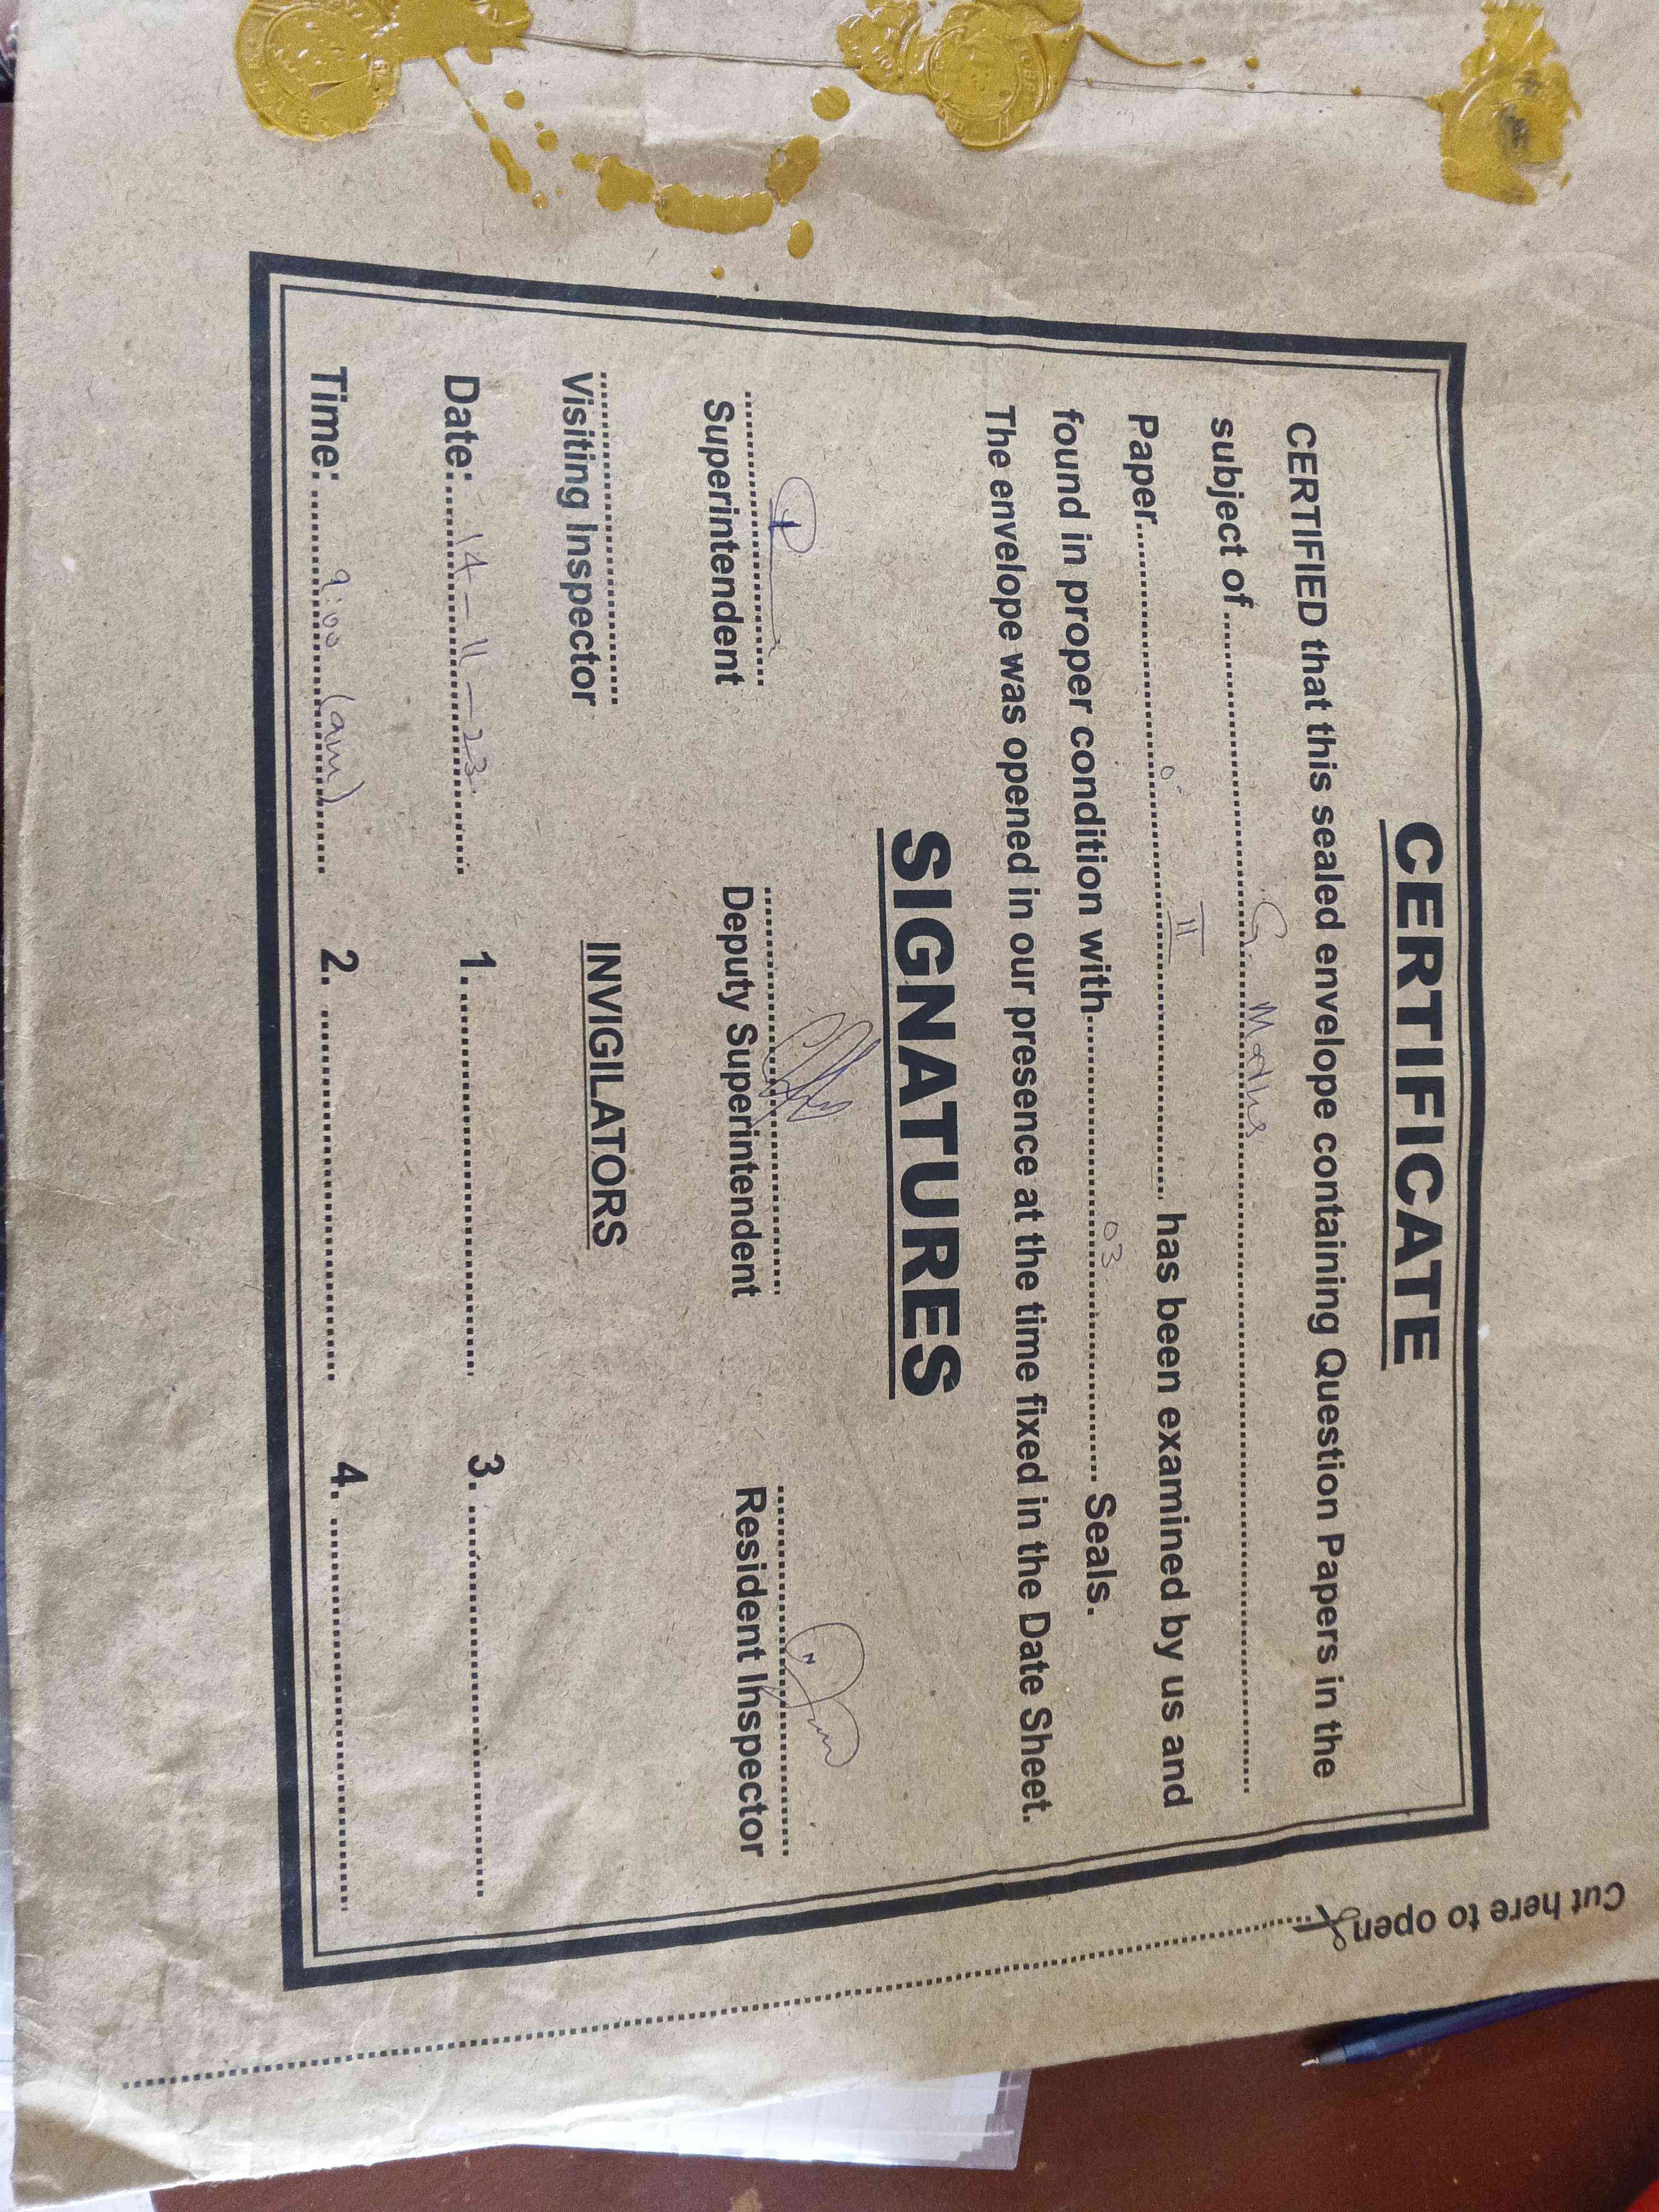 CERTIFICATE
CERTIFIED that this sealed envelope containing Question Papers in the
subject of ........ G. Maths ........
Paper ........ II ........ has been examined by us and
found in proper condition with ........ 03 ........ Seals.
The envelope was opened in our presence at the time fixed in the Date Sheet.
SIGNATURES
Superintendent Deputy Superintendent Resident Inspector
Visiting Inspector INVIGILATORS
Date: 14-11-23 1. ........ 3. ........
Time: 9:00 (am) 2. ........ 4. ........
Cut here to open